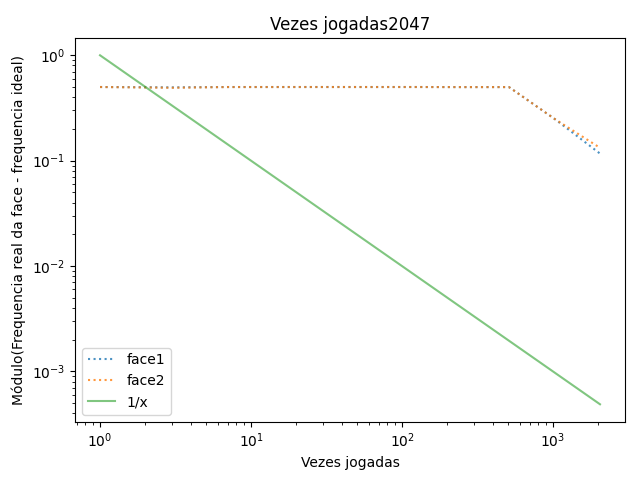 Vezes jogadas2047
Módulo(Frequencia real da face - frequencia ideal)
10⁰
10⁻¹
10⁻²
10⁻³
face1
face2
1/x
10⁰ 10¹ 10² 10³
Vezes jogadas